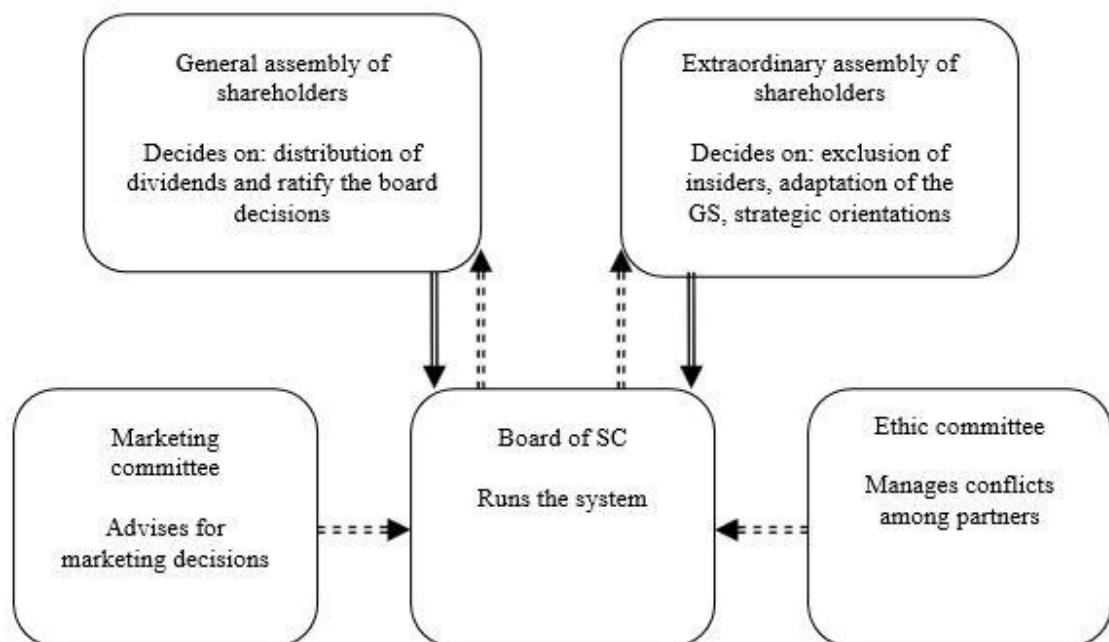 General assembly of
shareholders
Decides on: distribution of
dividends and ratify the board
decisions
Extraordinary assembly of
shareholders
Decides on: exclusion of
insiders, adaptation of the
GS, strategic orientations
Marketing
committee
Advises for
marketing decisions
Board of SC
Runs the system
Ethic committee
Manages conflicts
among partners